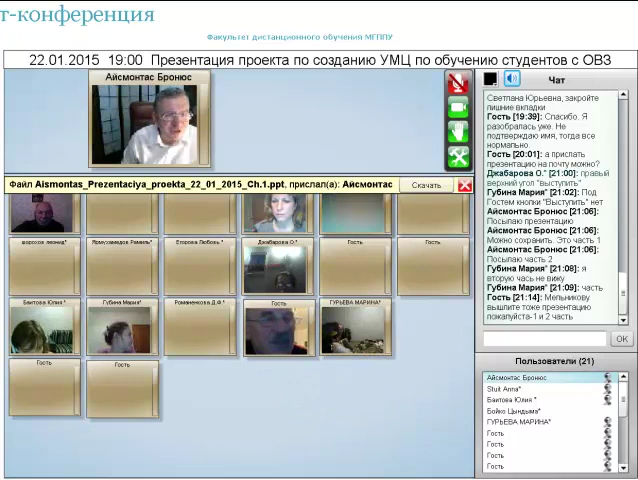 т-конференция
Факультет дистанционного обучения МГППУ
22.01.2015 19:00 Презентация проекта по созданию УМЦ по обучению студентов с ОВЗ
Айсмонтас Бронюс
Файл Aismontas_Prezentaciya_proekta_22_01_2015_Ch.1.ppt, прислал(а): Айсмонтас
Скачать
шорохов леонид*
Ярмухамедов Рамиль*
Егорова Любовь *
Джабарова О.*
Гость
Гость
Баитова Юлия *
Губина Мария*
Романенкова Д.Ф*
Гость
ГУРЬЕВА МАРИНА*
Гость
Гость
Чат
Светлана Юрьевна, закройте
лишние вкладки
Гость [19:39]: Спасибо. Я
разобралась уже. Не
подтверждаю имя, тогда все
нормально.
Гость [20:01]: а прислать
презентацию на почту можно?
Джабарова О.* [21:00]: правый
верхний угол "выступить"
Губина Мария* [21:02]: Под
Гостем кнопки "Выступить" нет
Айсмонтас Бронюс [21:06]:
Посылаю презентацию
Айсмонтас Бронюс [21:06]:
Можно сохранить. Это часть 1
Айсмонтас Бронюс [21:06]:
Посылаю часть 2
Губина Мария* [21:08]: я
вторую чась не вижу
Губина Мария* [21:09]: часть
Гость [21:14]: Мельникову
вышлите тоже презентацию
пожалуйста-1 и 2 часть
OK
Пользователи (21)
Айсмонтас Бронюс
Stuit Anna*
Баитова Юлия *
Бойко Цындыма*
ГУРЬЕВА МАРИНА*
Гость
Гость
Гость
Гость